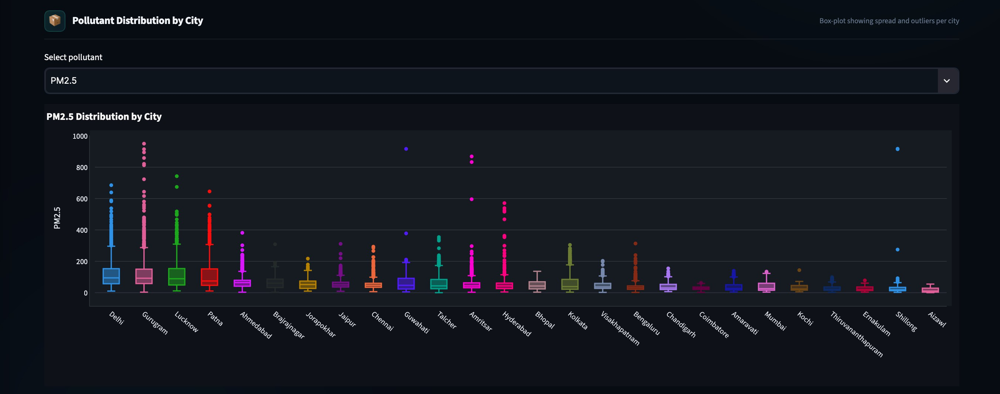 Pollutant Distribution by City
Box-plot showing spread and outliers per city
Select pollutant
PM2.5
PM2.5 Distribution by City
1000
800
600
400
200
0
PM2.5
Delhi
Gurugram
Lucknow
Patna
Ahmedabad
Brajrajnagar
Jorapokhar
Jaipur
Chennai
Guwahati
Talcher
Amritsar
Hyderabad
Bhopal
Kolkata
Visakhapatnam
Bengaluru
Chandigarh
Coimbatore
Amaravati
Mumbai
Kochi
Thiruvananthapuram
Ernakulam
Shillong
Aizawl